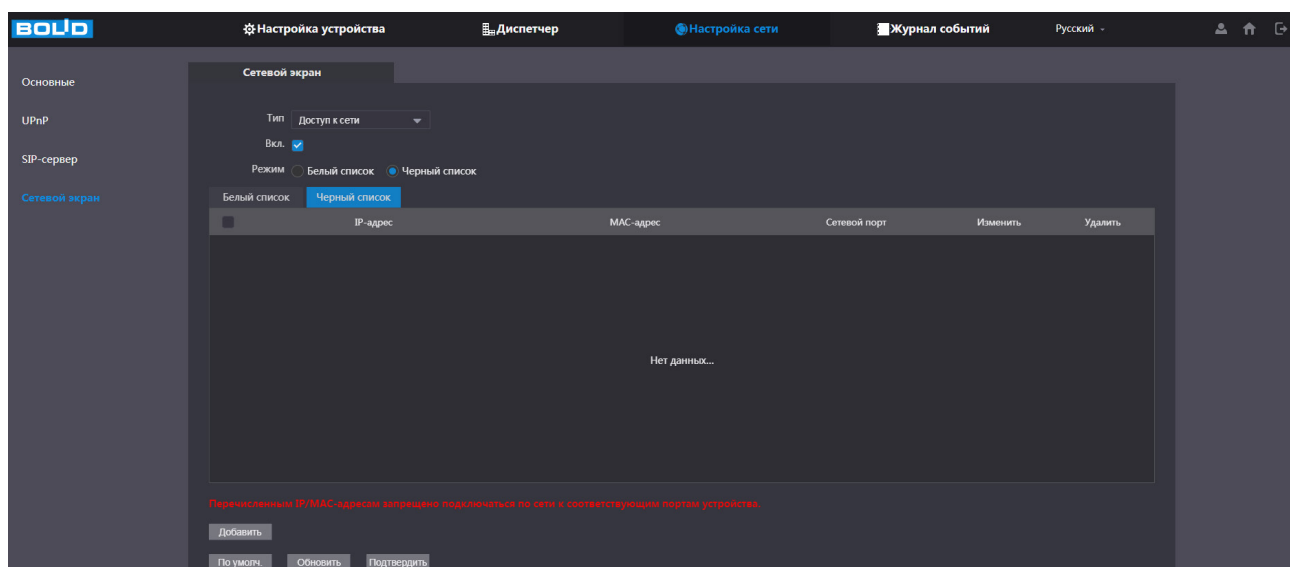 BOLID Настройка устройства Диспетчер Настройка сети Журнал событий Русский
Сетевой экран
Основные
Тип Доступ к сети
UPnP
Вкл.
SIP-сервер
Режим Белый список Черный список
Сетевой экран
Белый список Черный список
IP-адрес MAC-адрес Сетевой порт Изменить Удалить
Нет данных...
Перечисленным IP/MAC-адресам запрещено подключаться по сети к соответствующим портам устройства.
Добавить
По умолч. Обновить Подтвердить